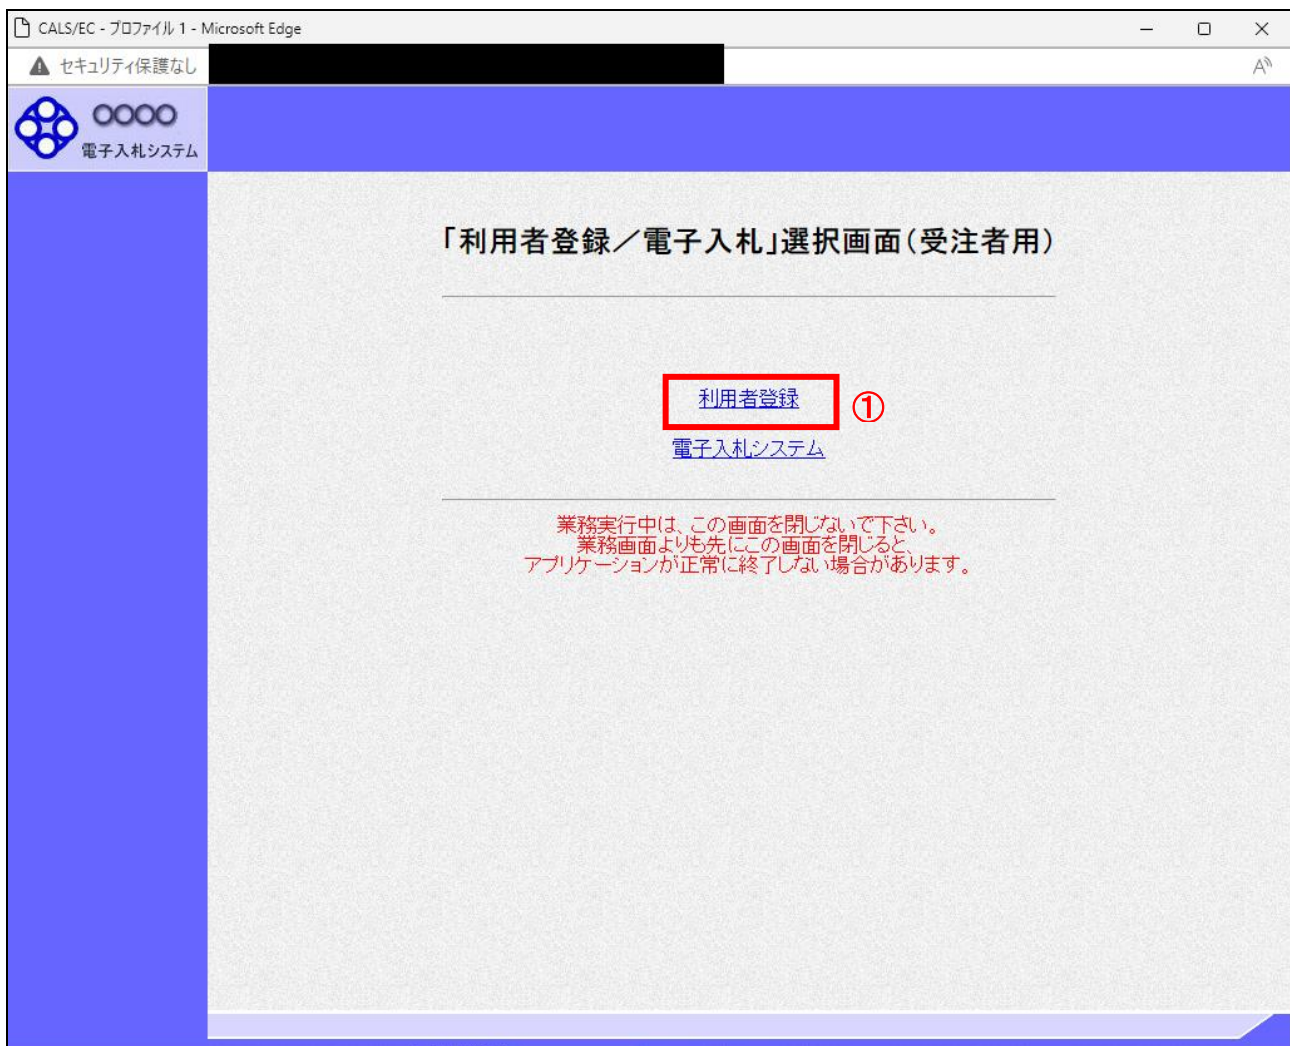 CALS/EC - プロファイル 1 - Microsoft Edge
セキュリティ保護なし
○○○○
電子入札システム
「利用者登録／電子入札」選択画面（受注者用）
利用者登録
①
電子入札システム
業務実行中は、この画面を閉じないで下さい。
業務画面よりも先にこの画面を閉じると、
アプリケーションが正常に終了しない場合があります。